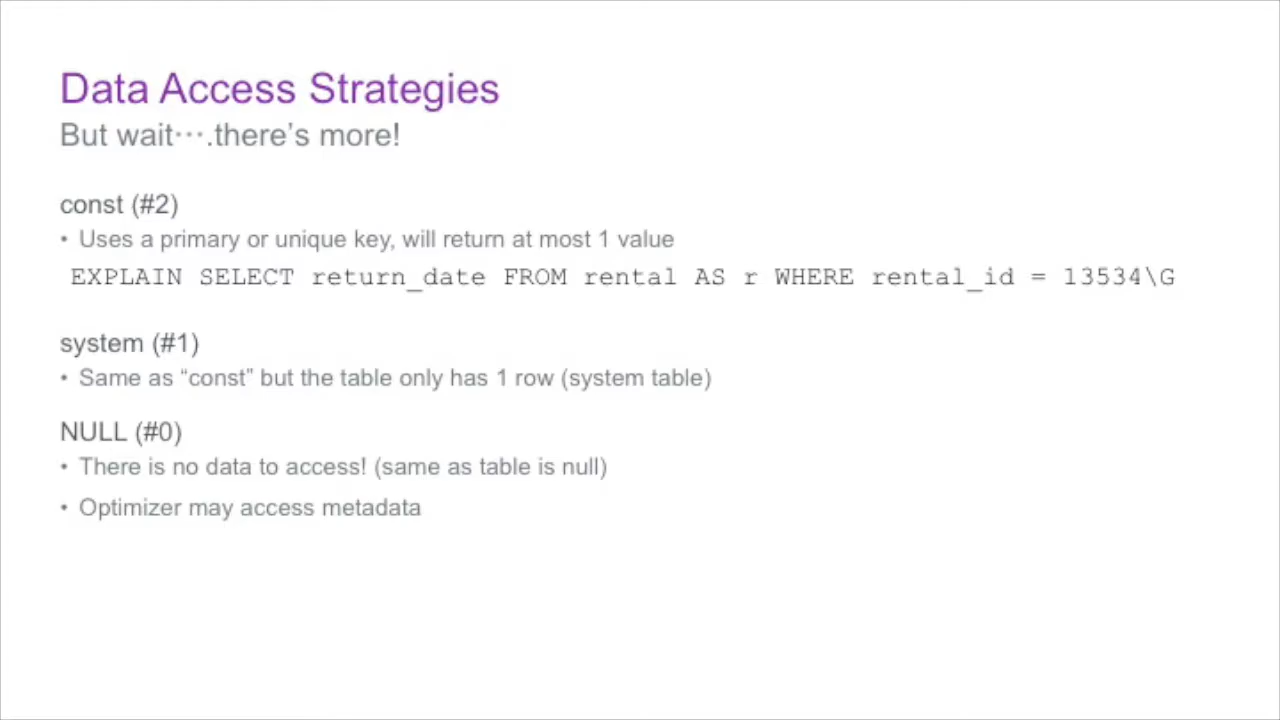 Data Access Strategies
But wait….there’s more!
const (#2)
• Uses a primary or unique key, will return at most 1 value
EXPLAIN SELECT return_date FROM rental AS r WHERE rental_id = 13534\G
system (#1)
• Same as “const” but the table only has 1 row (system table)
NULL (#0)
• There is no data to access! (same as table is null)
• Optimizer may access metadata